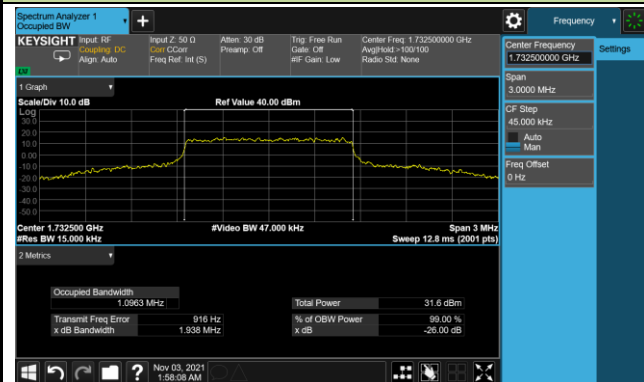 Spectrum Analyzer 1
Occupied BW
Frequency
KEYSIGHT
Input: RF
Coupling: DC
Align: Auto
Input Z: 50 Ω
Corr CCorr
Freq Ref: Int (S)
Atten: 30 dB
Preamp: Off
Trig: Free Run
Gate: Off
#IF Gain: Low
Center Freq: 1.732500000 GHz
Avg|Hold:>100/100
Radio Std: None
LXI
Center Frequency
1.732500000 GHz
Settings
Span
3.0000 MHz
CF Step
45.000 kHz
Auto
Man
Freq Offset
0 Hz
1 Graph
Scale/Div 10.0 dB
Ref Value 40.00 dBm
Log
30.0
20.0
10.0
0.00
-10.0
-20.0
-30.0
-40.0
-50.0
Center 1.732500 GHz
#Video BW 47.000 kHz
Span 3 MHz
#Res BW 15.000 kHz
Sweep 12.8 ms (2001 pts)
2 Metrics
Occupied Bandwidth
1.0963 MHz
Total Power
31.6 dBm
Transmit Freq Error
916 Hz
% of OBW Power
99.00 %
x dB Bandwidth
1.938 MHz
x dB
-26.00 dB
Nov 03, 2021
1:58:08 AM